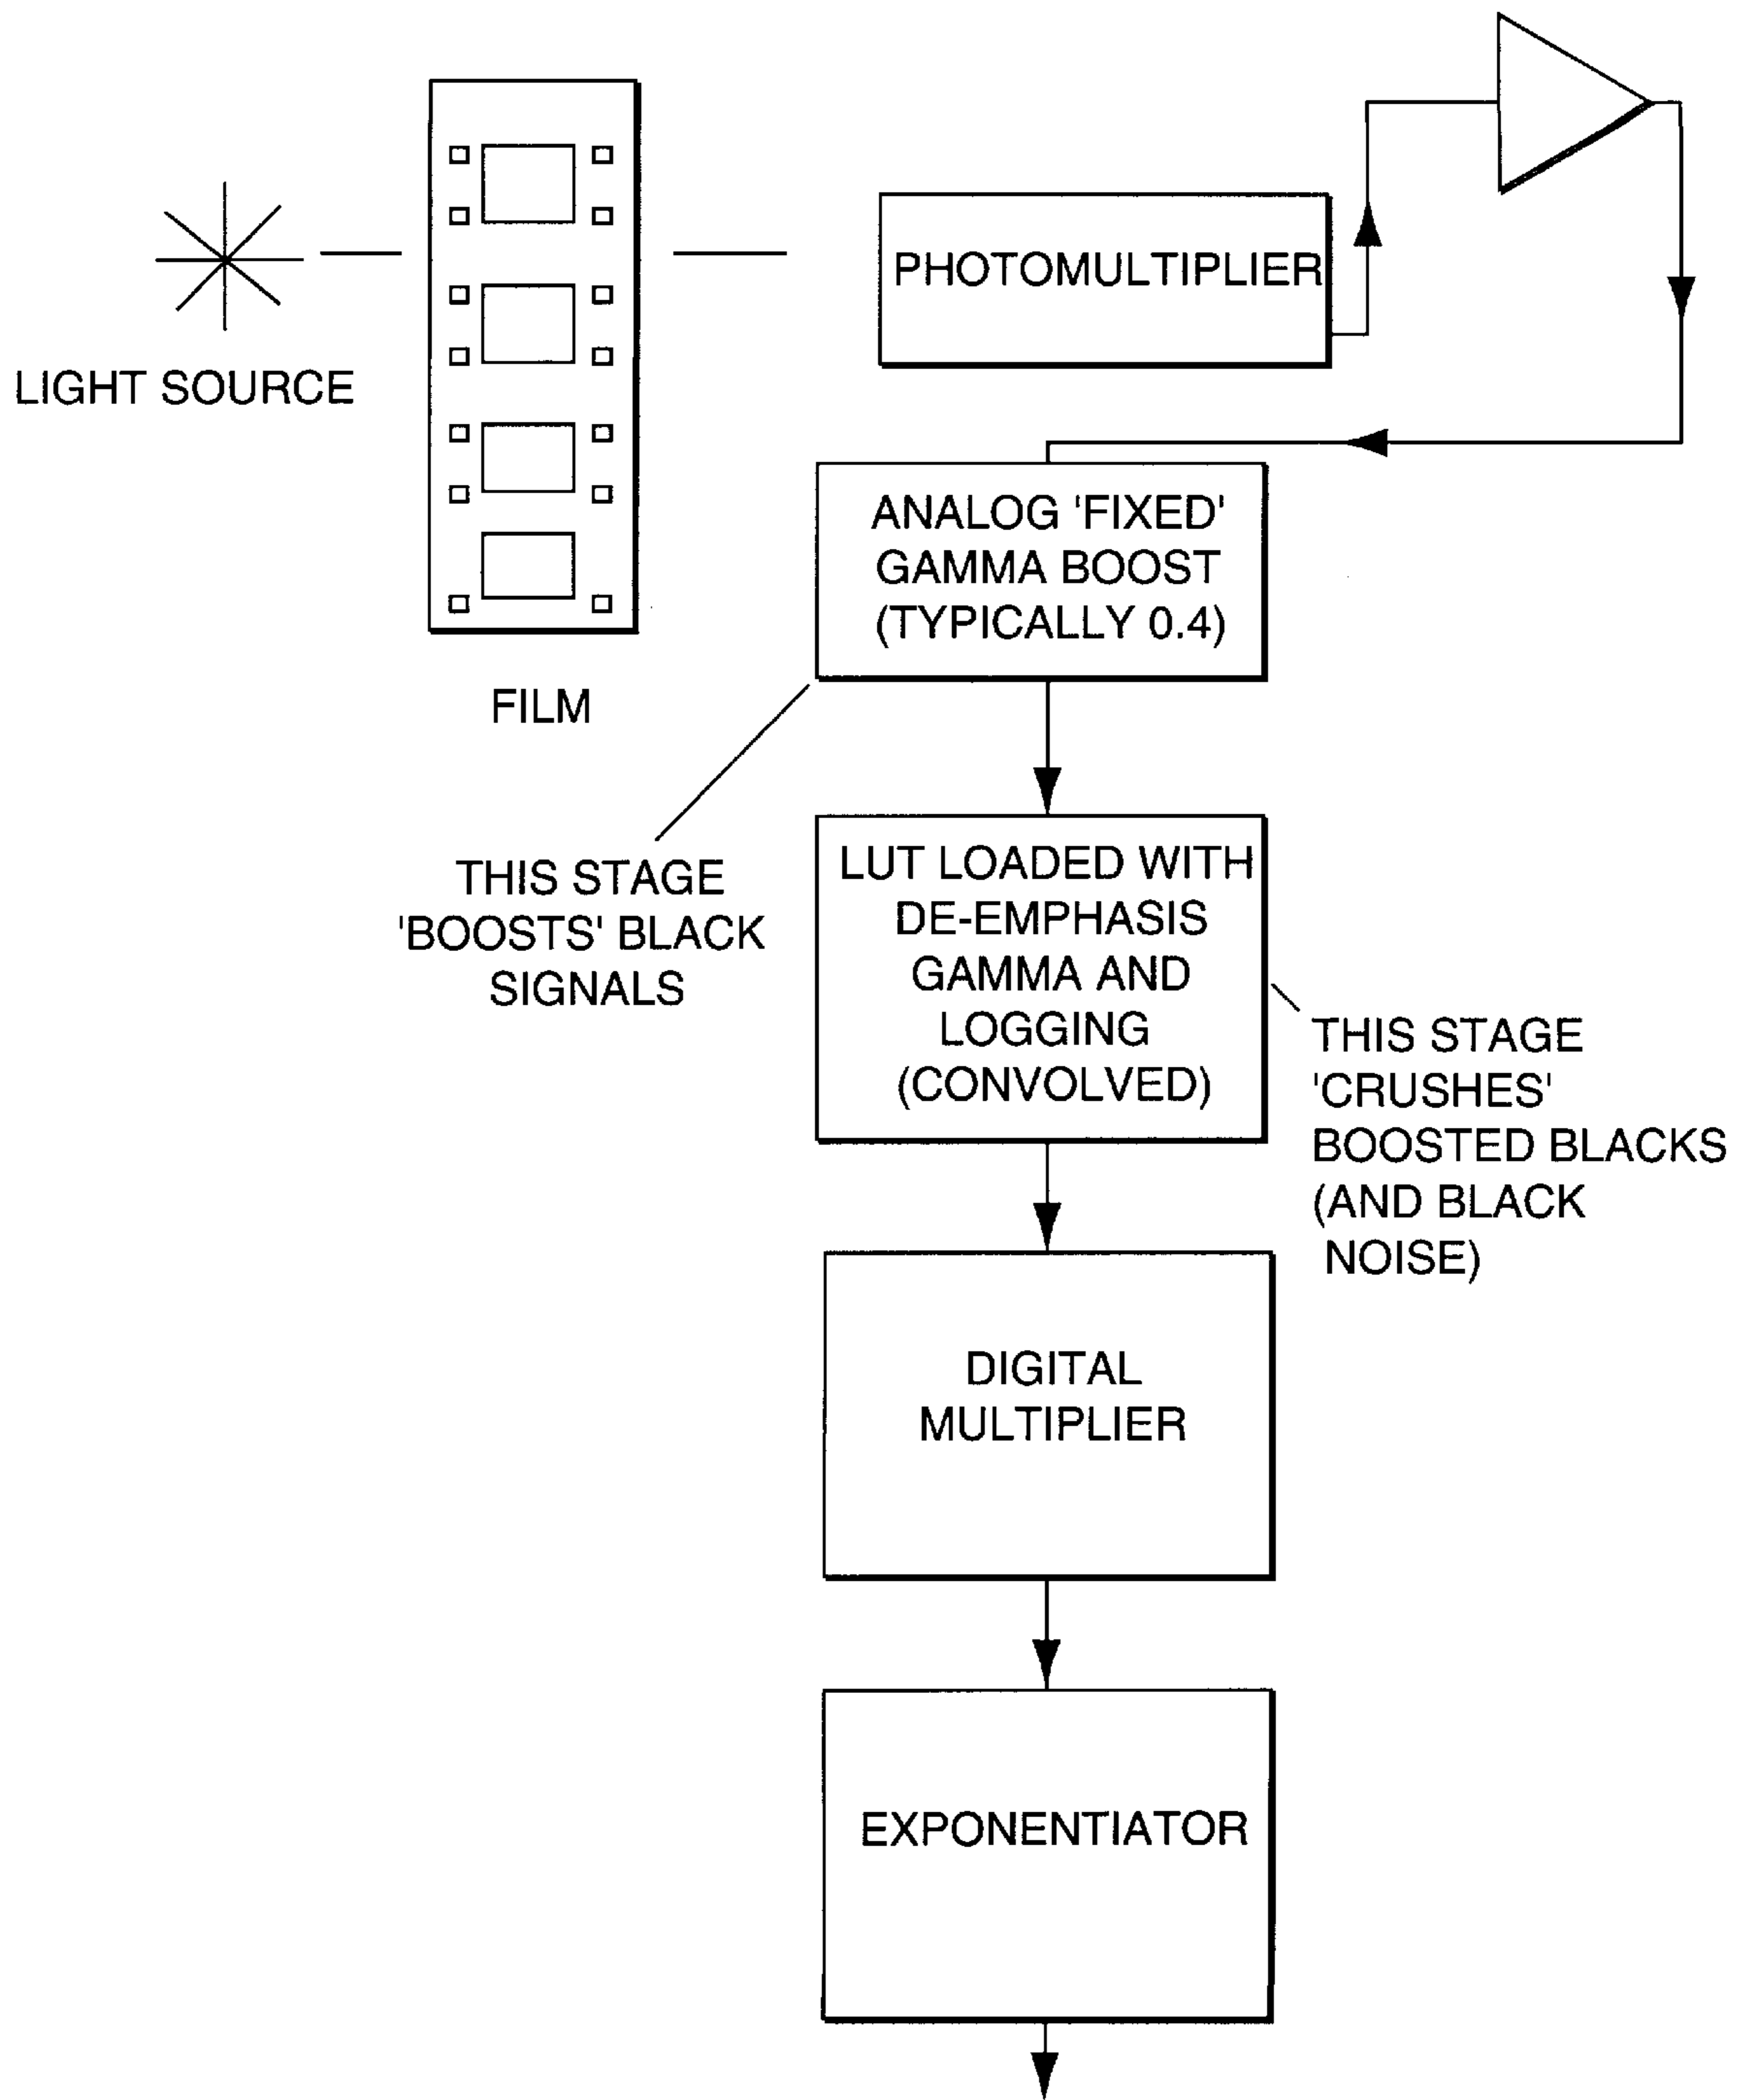 LIGHT SOURCE
FILM
PHOTOMULTIPLIER
ANALOG 'FIXED'
GAMMA BOOST
(TYPICALLY 0.4)
THIS STAGE
'BOOSTS' BLACK
SIGNALS
LUT LOADED WITH
DE-EMPHASIS
GAMMA AND
LOGGING
(CONVOLVED)
THIS STAGE
'CRUSHES'
BOOSTED BLACKS
(AND BLACK
NOISE)
DIGITAL
MULTIPLIER
EXPONENTIATOR